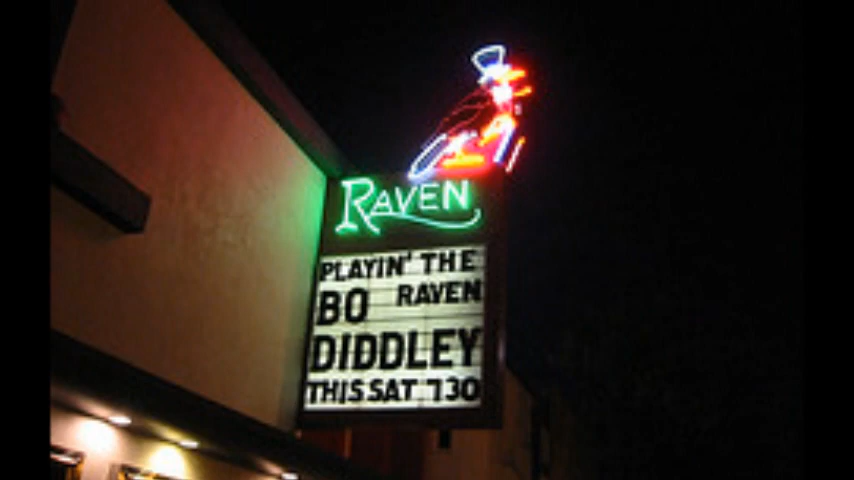 RAVEN
PLAYIN' THE
BO RAVEN
DIDDLEY
THIS SAT 730